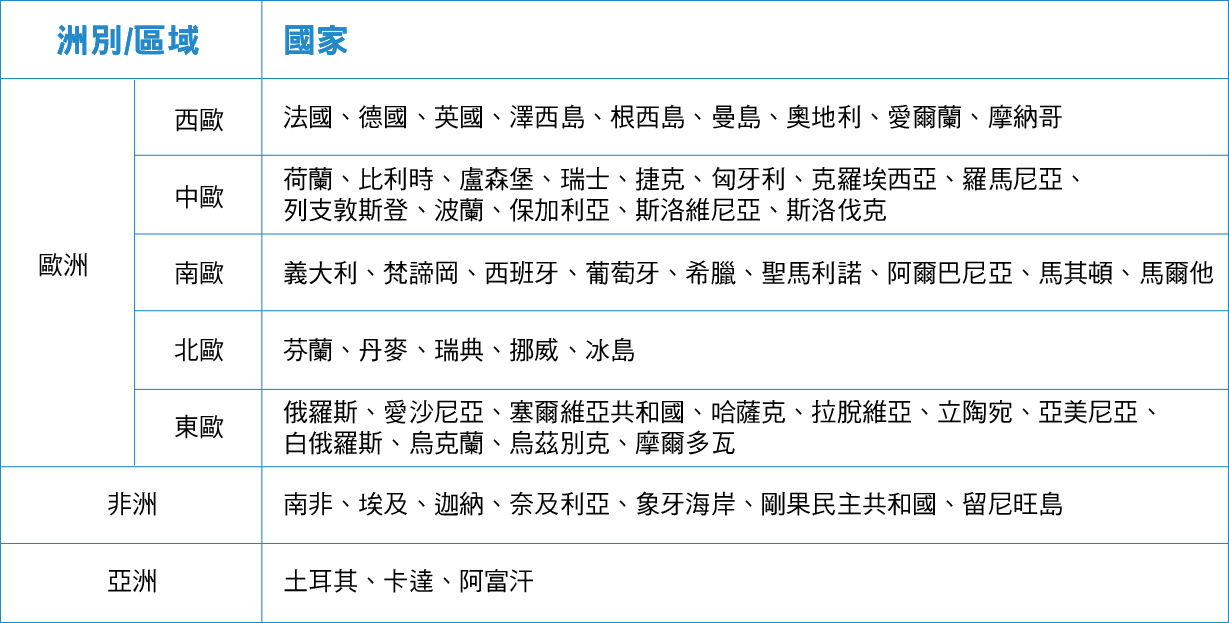 洲別/區域
國家
歐洲
西歐
法國、德國、英國、澤西島、根西島、曼島、奧地利、愛爾蘭、摩納哥
中歐
荷蘭、比利時、盧森堡、瑞士、捷克、匈牙利、克羅埃西亞、羅馬尼亞、
列支敦斯登、波蘭、保加利亞、斯洛維尼亞、斯洛伐克
南歐
義大利、梵諦岡、西班牙、葡萄牙、希臘、聖馬利諾、阿爾巴尼亞、馬其頓、馬爾他
北歐
芬蘭、丹麥、瑞典、挪威、冰島
東歐
俄羅斯、愛沙尼亞、塞爾維亞共和國、哈薩克、拉脫維亞、立陶宛、亞美尼亞、
白俄羅斯、烏克蘭、烏茲別克、摩爾多瓦
非洲
南非、埃及、迦納、奈及利亞、象牙海岸、剛果民主共和國、留尼旺島
亞洲
土耳其、卡達、阿富汗